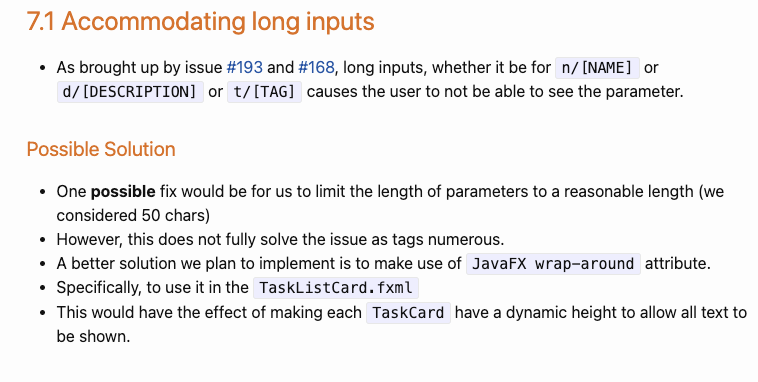 7.1 Accommodating long inputs
• As brought up by issue #193 and #168, long inputs, whether it be for n/[NAME] or
d/[DESCRIPTION] or t/[TAG] causes the user to not be able to see the parameter.
Possible Solution
• One possible fix would be for us to limit the length of parameters to a reasonable length (we
considered 50 chars)
• However, this does not fully solve the issue as tags numerous.
• A better solution we plan to implement is to make use of JavaFX wrap-around attribute.
• Specifically, to use it in the TaskListCard.fxml
• This would have the effect of making each TaskCard have a dynamic height to allow all text to
be shown.